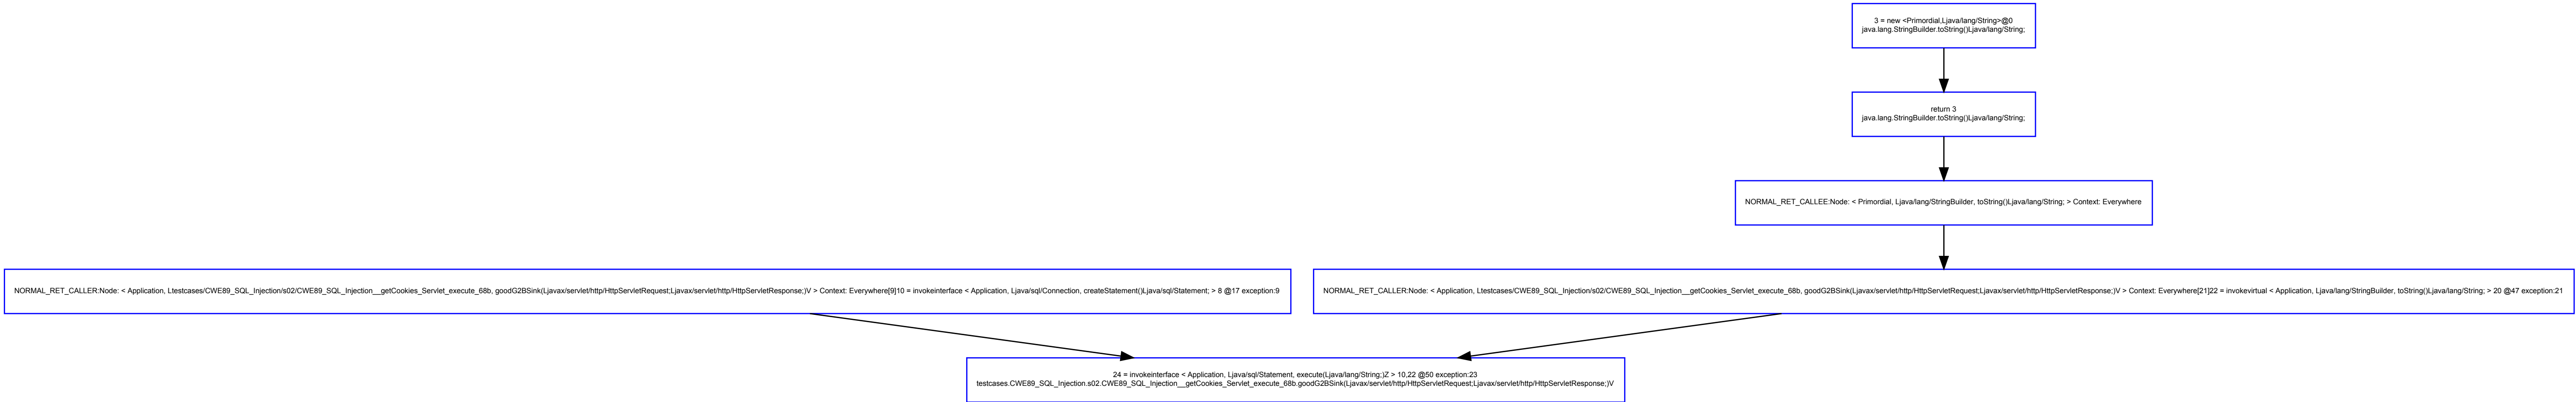 3 = new <Primordial,Ljava/lang/String>@0
java.lang.StringBuilder.toString()Ljava/lang/String;
return 3
java.lang.StringBuilder.toString()Ljava/lang/String;
NORMAL_RET_CALLEE:Node: < Primordial, Ljava/lang/StringBuilder, toString()Ljava/lang/String; > Context: Everywhere
NORMAL_RET_CALLER:Node: < Application, Ltestcases/CWE89_SQL_Injection/s02/CWE89_SQL_Injection__getCookies_Servlet_execute_68b, goodG2BSink(Ljavax/servlet/http/HttpServletRequest;Ljavax/servlet/http/HttpServletResponse;)V > Context: Everywhere[9]10 = invokeinterface < Application, Ljava/sql/Connection, createStatement()Ljava/sql/Statement; > 8 @17 exception:9
NORMAL_RET_CALLER:Node: < Application, Ltestcases/CWE89_SQL_Injection/s02/CWE89_SQL_Injection__getCookies_Servlet_execute_68b, goodG2BSink(Ljavax/servlet/http/HttpServletRequest;Ljavax/servlet/http/HttpServletResponse;)V > Context: Everywhere[21]22 = invokevirtual < Application, Ljava/lang/StringBuilder, toString()Ljava/lang/String; > 20 @47 exception:21
24 = invokeinterface < Application, Ljava/sql/Statement, execute(Ljava/lang/String;)Z > 10,22 @50 exception:23
testcases.CWE89_SQL_Injection.s02.CWE89_SQL_Injection__getCookies_Servlet_execute_68b.goodG2BSink(Ljavax/servlet/http/HttpServletRequest;Ljavax/servlet/http/HttpServletResponse;)V